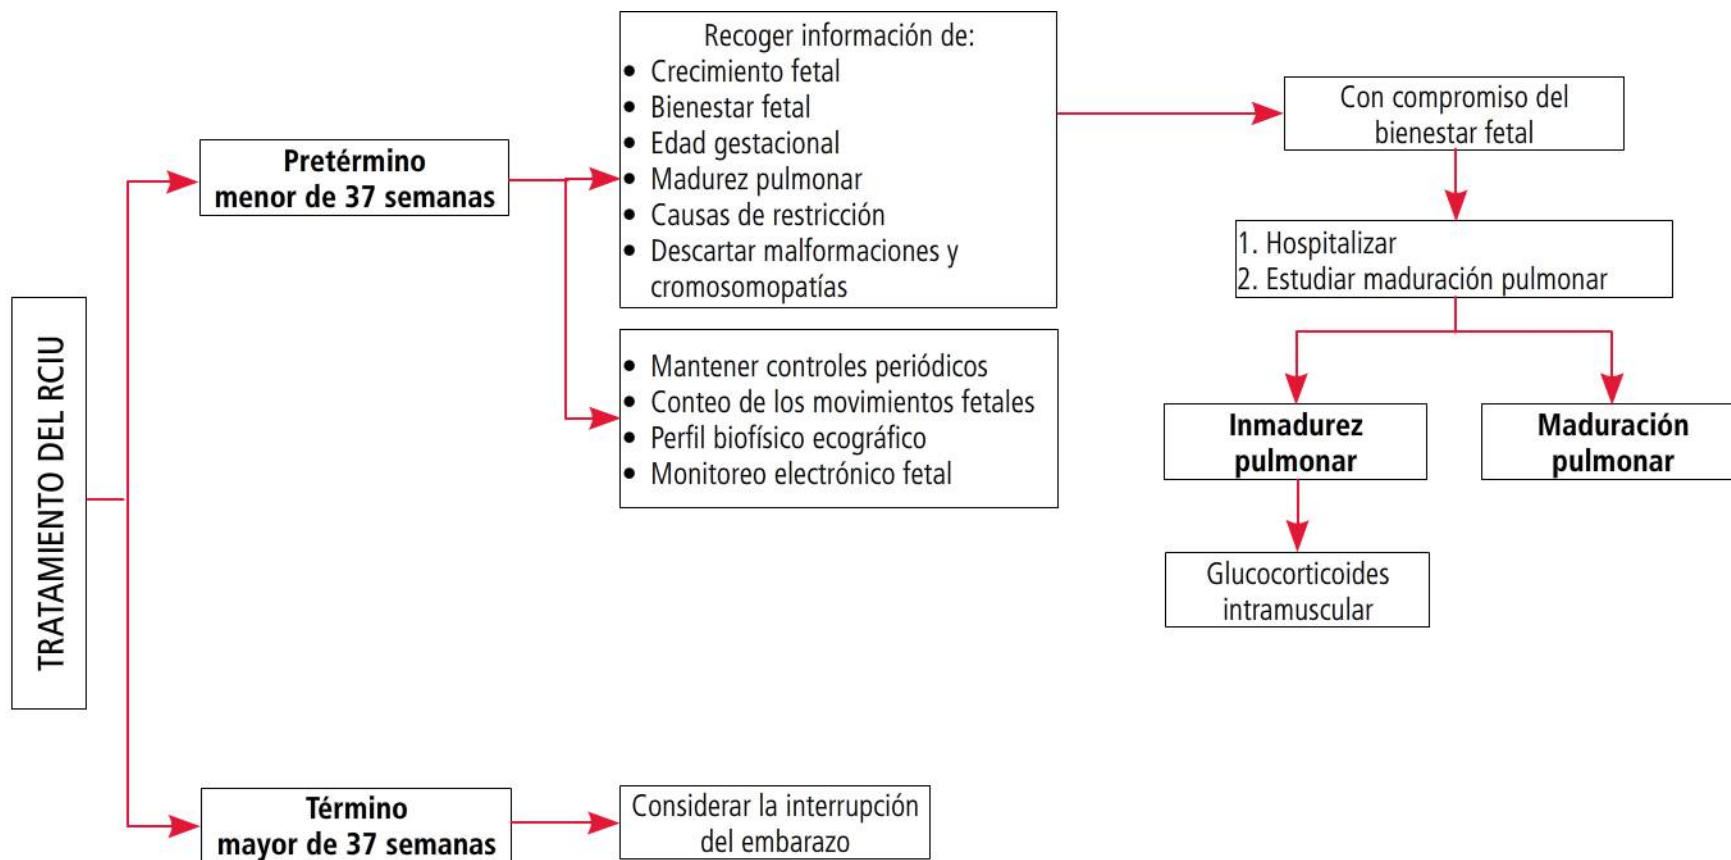 TRATAMIENTO DEL RCIU
Pretérmino
menor de 37 semanas
Recoger información de:
• Crecimiento fetal
• Bienestar fetal
• Edad gestacional
• Madurez pulmonar
• Causas de restricción
• Descartar malformaciones y
cromosomopatías
• Mantener controles periódicos
• Conteo de los movimientos fetales
• Perfil biofísico ecográfico
• Monitoreo electrónico fetal
Con compromiso del
bienestar fetal
1. Hospitalizar
2. Estudiar maduración pulmonar
Inmadurez
pulmonar
Maduración
pulmonar
Glucocorticoides
intramuscular
Término
mayor de 37 semanas
Considerar la interrupción
del embarazo